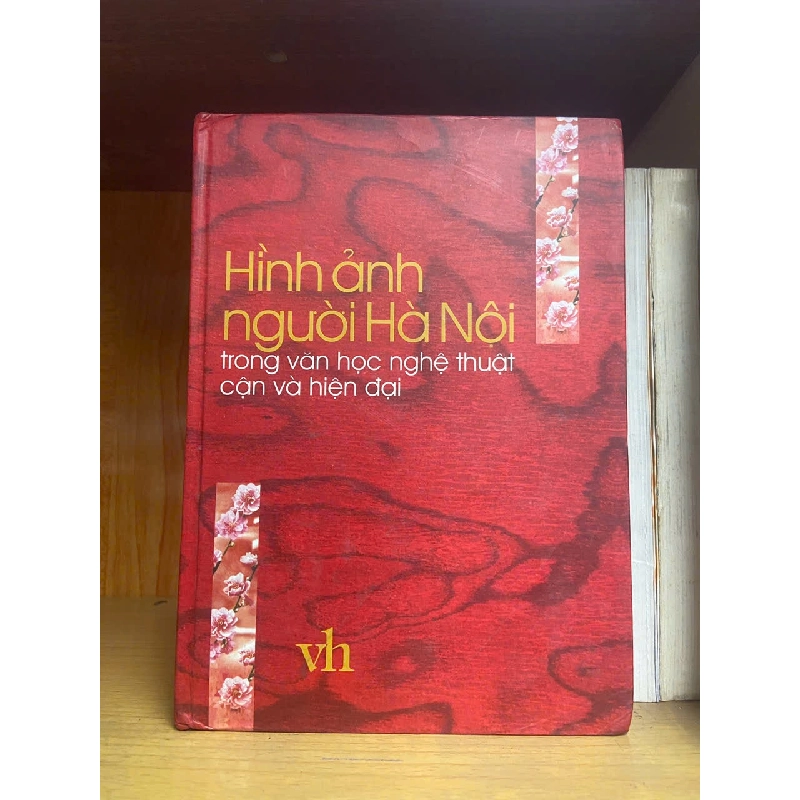 Hình ảnh
người Hà Nội
trong văn học nghệ thuật
cận và hiện đại
vh